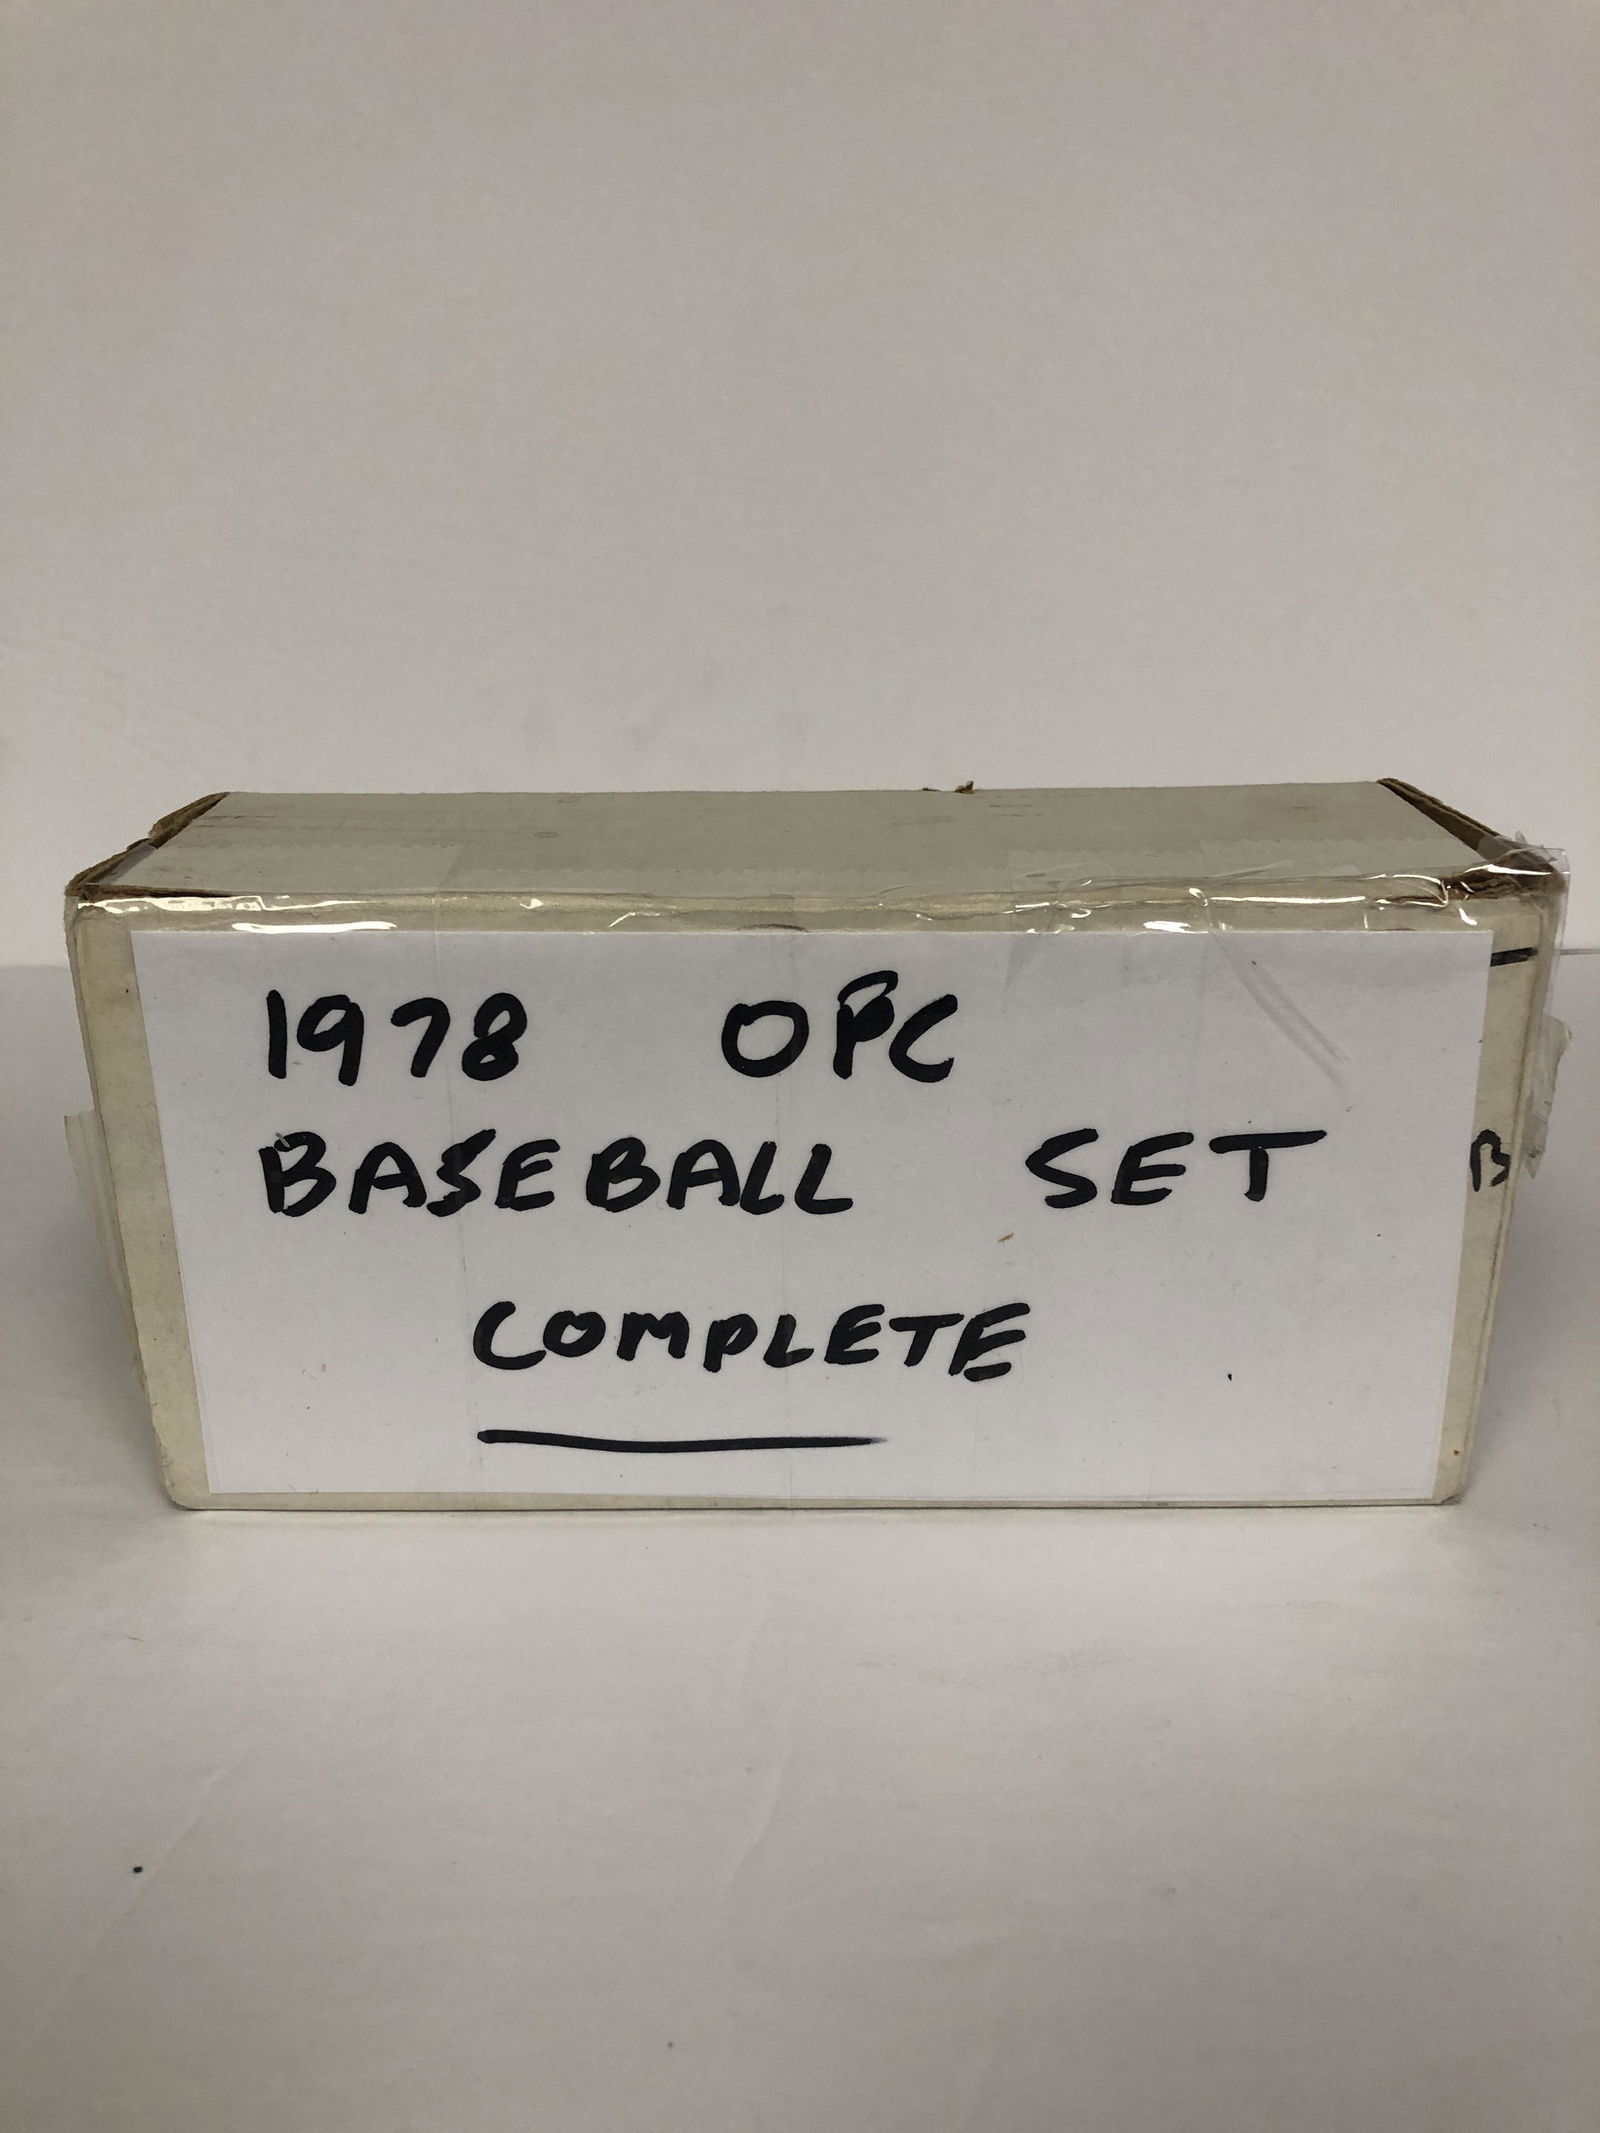 1978 OPC
BASEBALL SET
COMPLETE
B